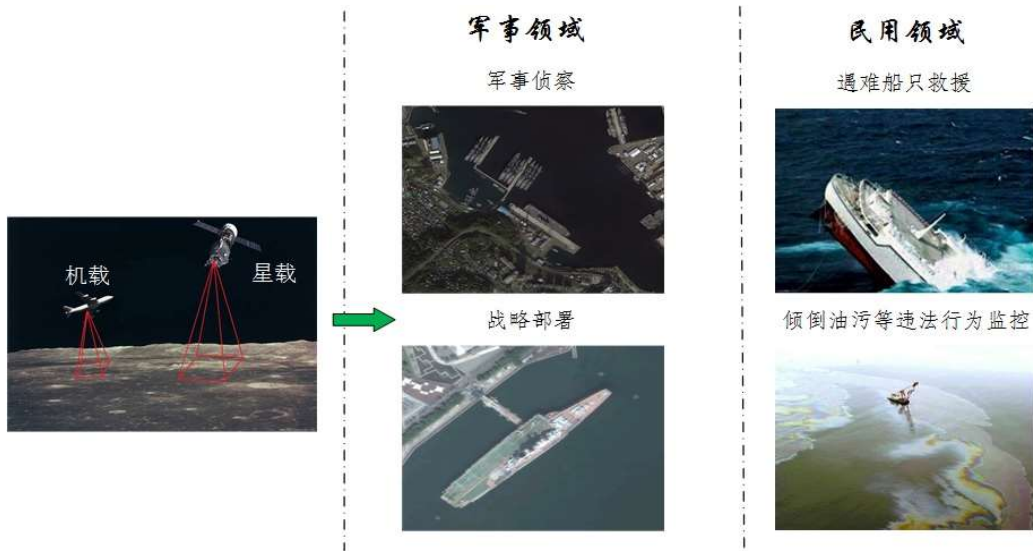 军事领域
民用领域
军事侦察
遇难船只救援
机载
星载
战略部署
倾倒油污等违法行为监控